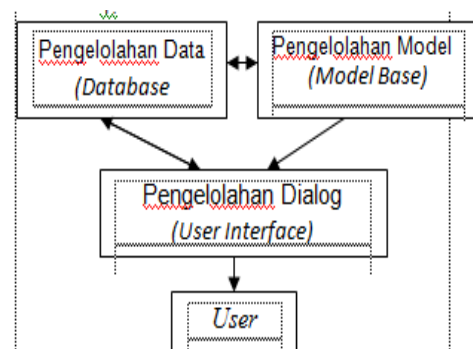 Pengelolahan Data
(Database
Pengelolahan Model
(Model Base)
Pengelolahan Dialog
(User Interface)
User